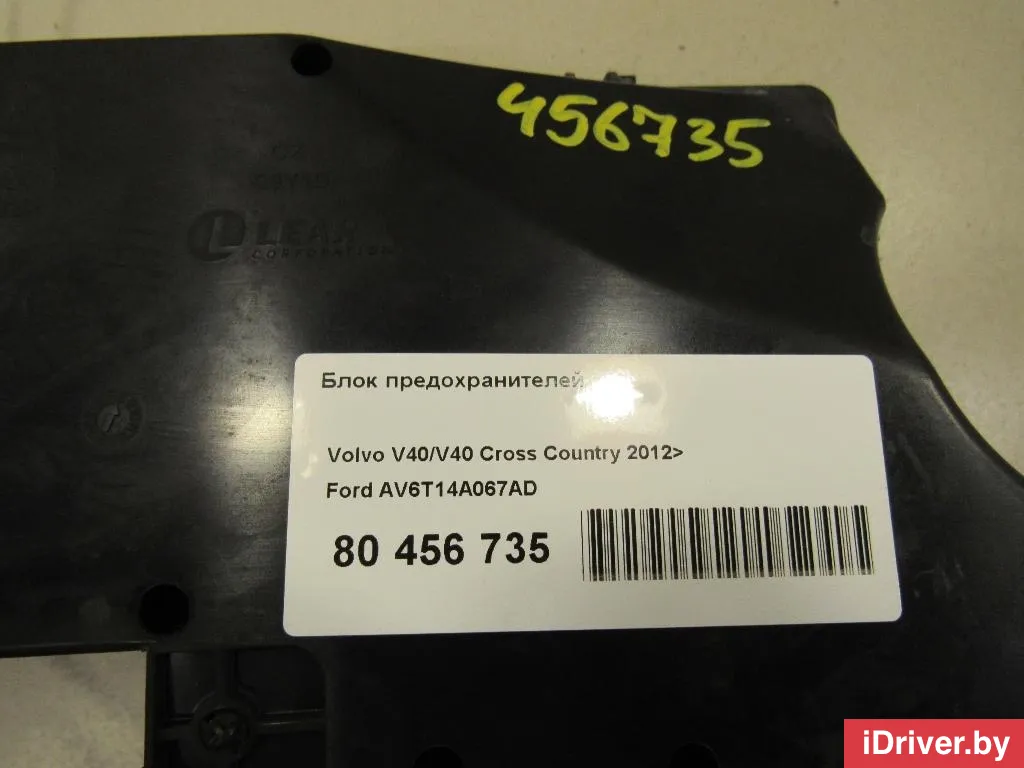 456735
LEAR
CORPORATION
Блок предохранителей
Volvo V40/V40 Cross Country 2012>
Ford AV6T14A067AD
80 456 735
iDriver.by